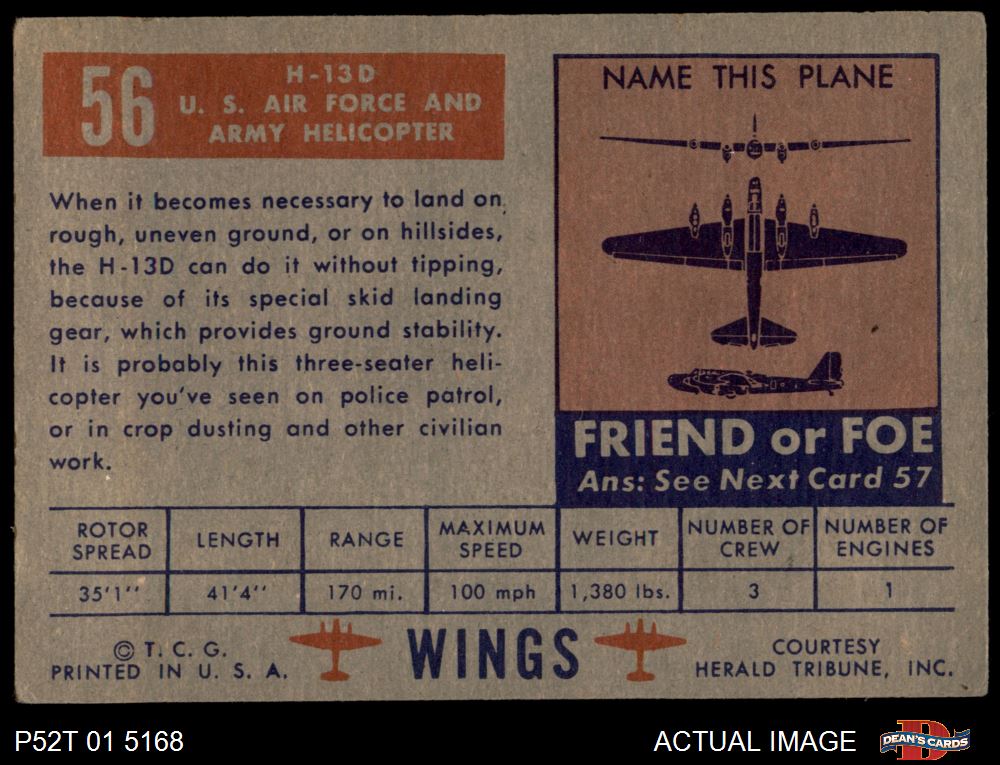 56
H-13D
U. S. AIR FORCE AND
ARMY HELICOPTER
When it becomes necessary to land on
rough, uneven ground, or on hillsides,
the H-13D can do it without tipping,
because of its special skid landing
gear, which provides ground stability.
It is probably this three-seater heli-
copter you've seen on police patrol,
or in crop dusting and other civilian
work.
NAME THIS PLANE
FRIEND or FOE
Ans: See Next Card 57
ROTOR SPREAD LENGTH RANGE MAXIMUM SPEED WEIGHT NUMBER OF CREW NUMBER OF ENGINES
35'1'' 41'4'' 170 mi. 100 mph 1,380 lbs. 3 1
© T. C. G.
PRINTED IN U. S. A.
WINGS
COURTESY
HERALD TRIBUNE, INC.
P52T 01 5168
ACTUAL IMAGE
D
DEAN'S CARDS